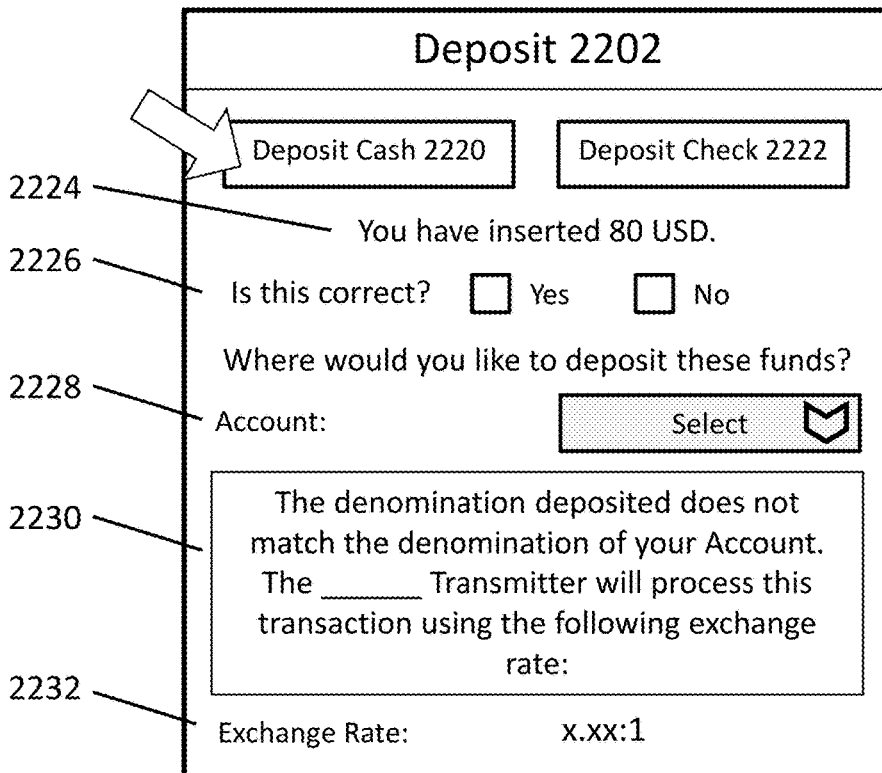 Deposit 2202
Deposit Cash 2220
Deposit Check 2222
2224
You have inserted 80 USD.
2226
Is this correct? Yes No
Where would you like to deposit these funds?
2228
Account: Select
2230
The denomination deposited does not
match the denomination of your Account.
The ______ Transmitter will process this
transaction using the following exchange
rate:
2232
Exchange Rate: x.xx:1